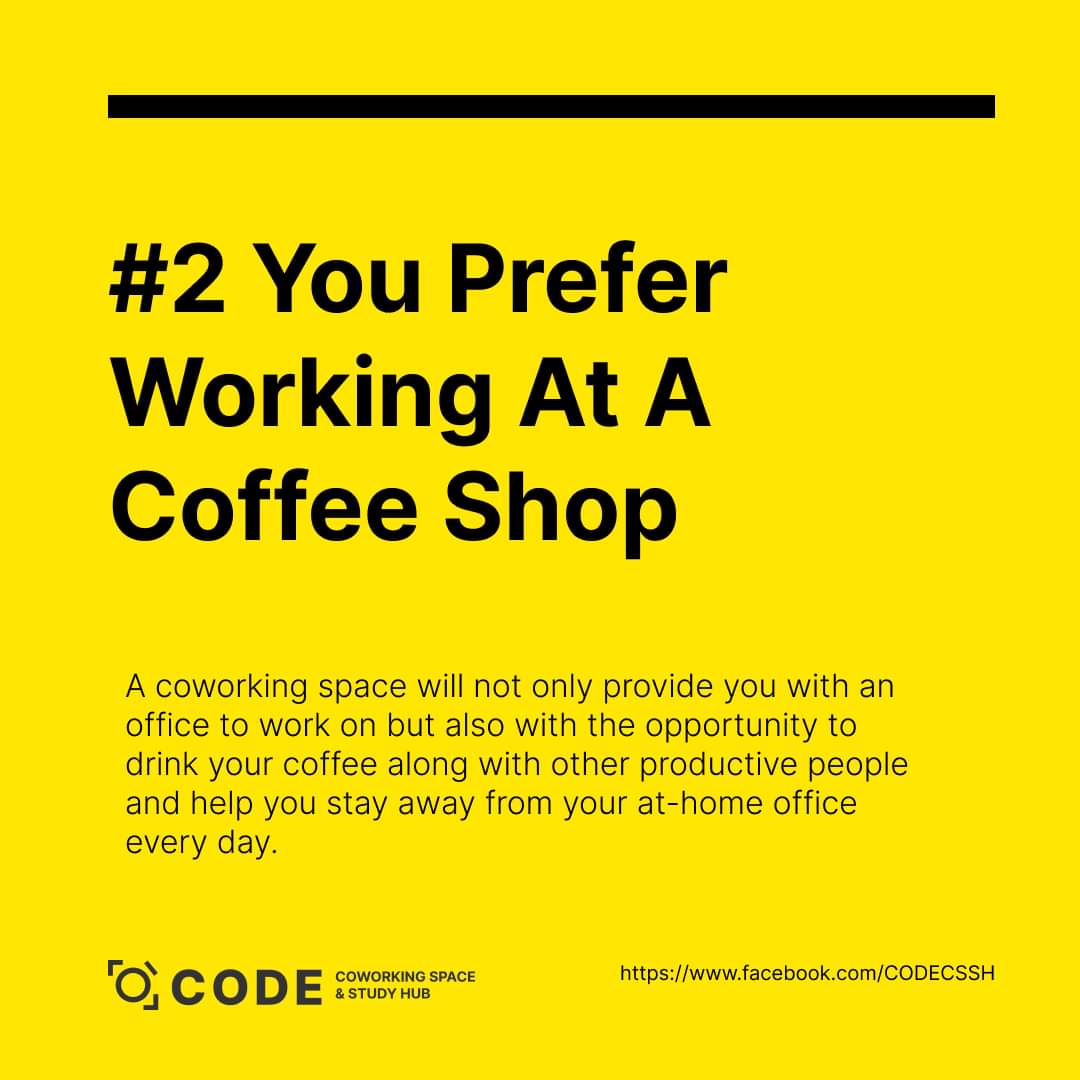 #2 You Prefer
Working At A
Coffee Shop
A coworking space will not only provide you with an
office to work on but also with the opportunity to
drink your coffee along with other productive people
and help you stay away from your at-home office
every day.
CODE
COWORKING SPACE
& STUDY HUB
https://www.facebook.com/CODECSSH